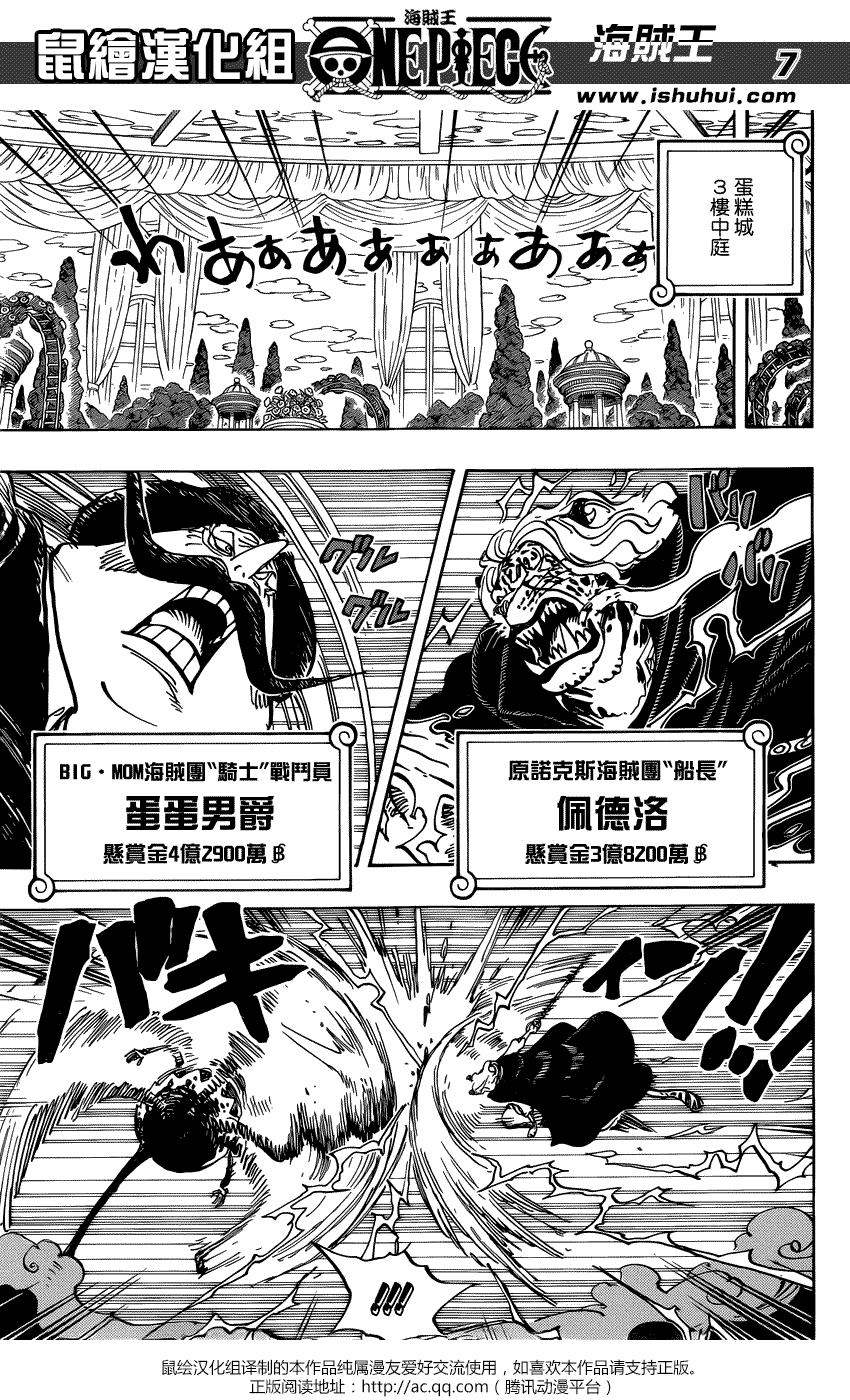 鼠繪漢化組
海賊王
ONE PIECE
海賊王
7
www.ishuhui.com
蛋糕城
3樓中庭
わぁあぁあぁぁぁあぁぁ
バリバリ
グルルグルル
BIG・MOM海賊團“騎士”戰鬥員
蛋蛋男爵
懸賞金4億2900萬฿
原諾克斯海賊團“船長”
佩德洛
懸賞金3億8200萬฿
バキィン!!!
!!!
鼠绘汉化组译制的本作品纯属漫友爱好交流使用，如喜欢本作品请支持正版。
正版阅读地址：http://ac.qq.com（腾讯动漫平台）